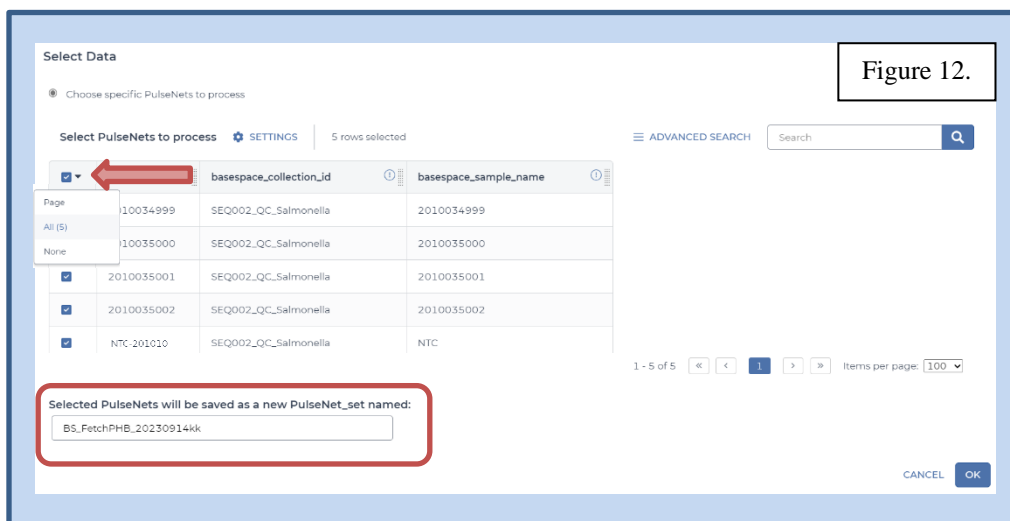 Select Data
Figure 12.
Choose specific PulseNets to process
Select PulseNets to process SETTINGS 5 rows selected ADVANCED SEARCH Search
basespace_collection_id basespace_sample_name
Page
All (5)
None
010034999 SEQ002_QC_Salmonella 2010034999
10035000 SEQ002_QC_Salmonella 2010035000
2010035001 SEQ002_QC_Salmonella 2010035001
2010035002 SEQ002_QC_Salmonella 2010035002
NTC-201010 SEQ002_QC_Salmonella NTC
1 - 5 of 5 « < 1 > » Items per page: 100
Selected PulseNets will be saved as a new PulseNet_set named:
BS_FetchPHB_20230914kk
CANCEL OK